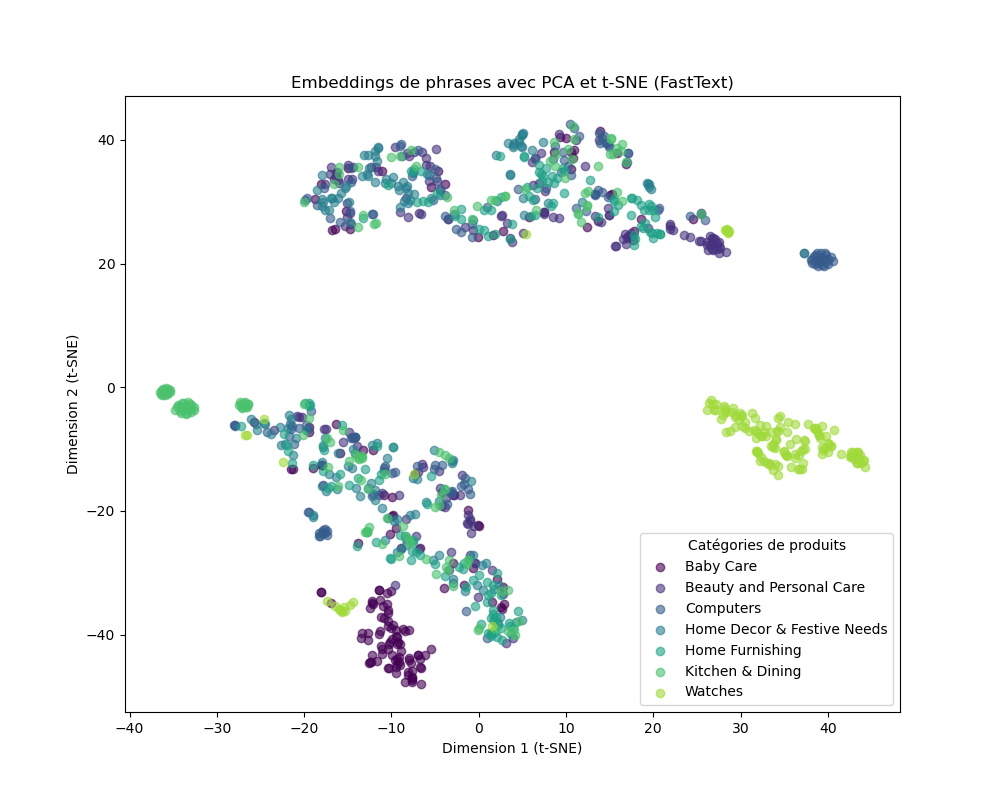 Embeddings de phrases avec PCA et t-SNE (FastText)
Dimension 2 (t-SNE)
40
20
0
−20
−40
−40
−30
−20
−10
0
10
20
30
40
Dimension 1 (t-SNE)
Catégories de produits
Baby Care
Beauty and Personal Care
Computers
Home Decor & Festive Needs
Home Furnishing
Kitchen & Dining
Watches